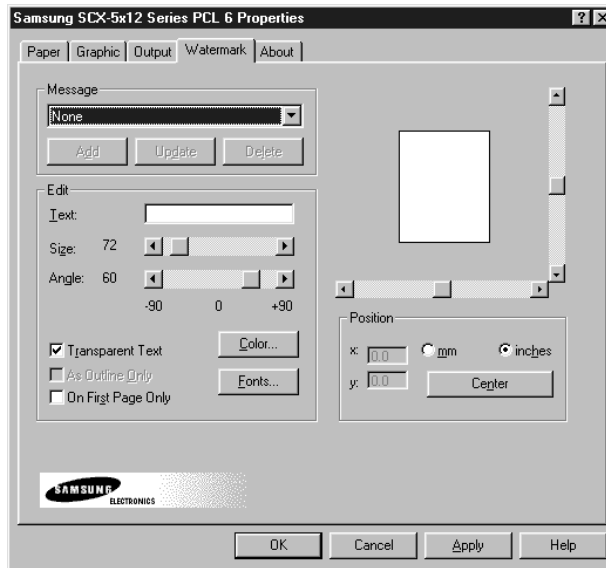 Samsung SCX-5x12 Series PCL 6 Properties
Paper Graphic Output Watermark About
Message
None
Add Update Delete
Edit
Text:
Size: 72
Angle: 60
-90 0 +90
Transparent Text
As Outline Only
On First Page Only
Color...
Fonts...
Position
x: 0.0 mm inches
y: 0.0 Center
SAMSUNG
ELECTRONICS
OK Cancel Apply Help